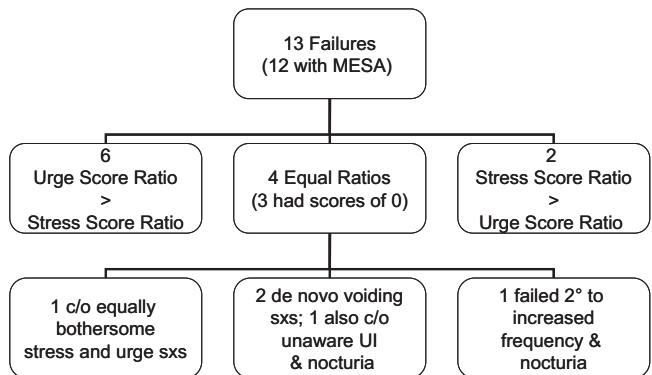 13 Failures
(12 with MESA)
6
Urge Score Ratio
>
Stress Score Ratio
4 Equal Ratios
(3 had scores of 0)
2
Stress Score Ratio
>
Urge Score Ratio
1 c/o equally
bothersome
stress and urge sxs
2 de novo voiding
sxs; 1 also c/o
unaware UI
& nocturia
1 failed 2° to
increased
frequency &
nocturia